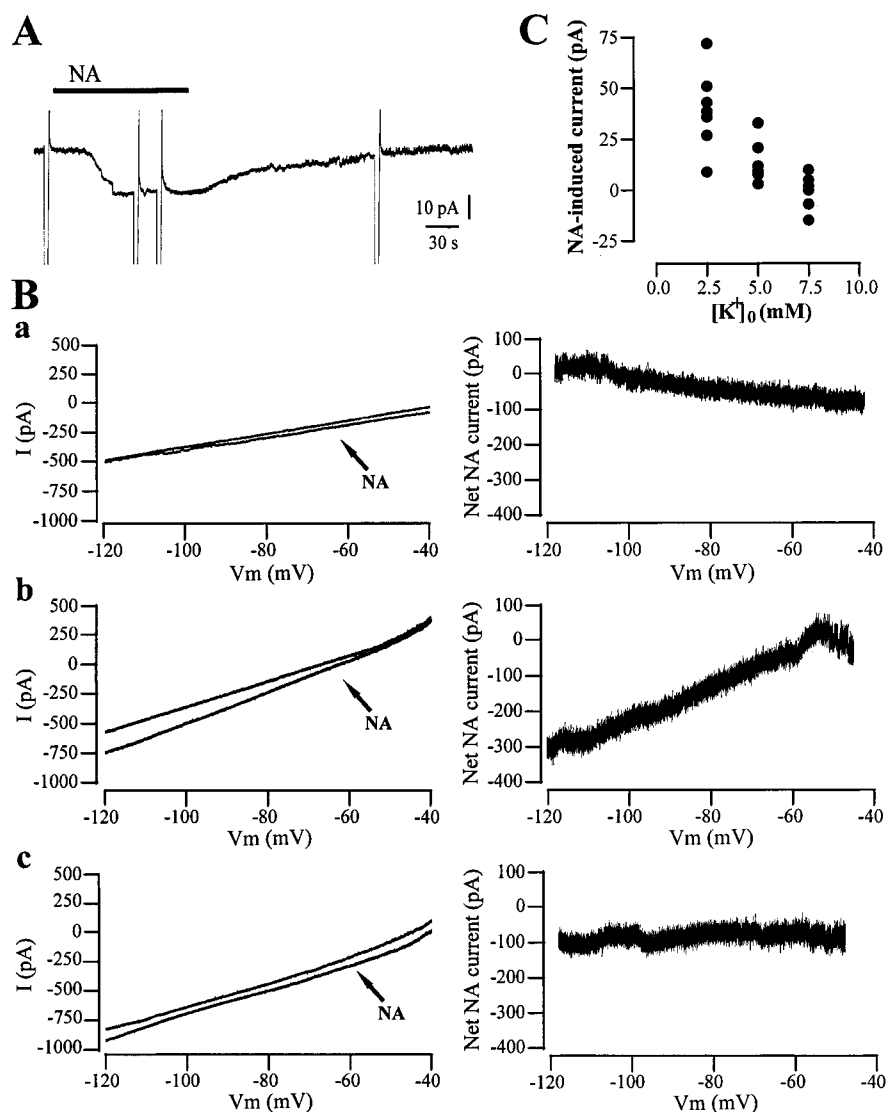 A
NA
10 pA
30 s
C
NA-induced current (pA)
75
50
25
0
-25
0.0 2.5 5.0 7.5 10.0
[K+]0 (mM)
B
a
I (pA)
500
250
0
-250
-500
-750
-1000
NA
-120 -100 -80 -60 -40
Vm (mV)
Net NA current (pA)
100
0
-100
-200
-300
-400
-120 -100 -80 -60 -40
Vm (mV)
b
I (pA)
500
250
0
-250
-500
-750
-1000
NA
-120 -100 -80 -60 -40
Vm (mV)
Net NA current (pA)
100
0
-100
-200
-300
-400
-120 -100 -80 -60 -40
Vm (mV)
c
I (pA)
500
250
0
-250
-500
-750
-1000
NA
-120 -100 -80 -60 -40
Vm (mV)
Net NA current (pA)
100
0
-100
-200
-300
-400
-120 -100 -80 -60 -40
Vm (mV)